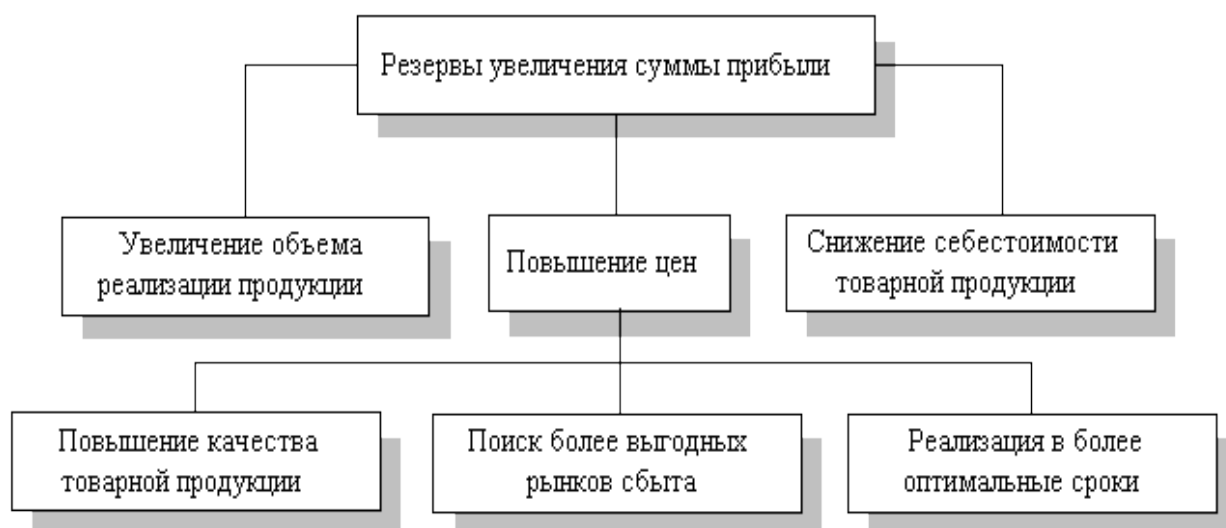 Резервы увеличения суммы прибыли
Увеличение объема
реализации продукции
Повышение цен
Снижение себестоимости
товарной продукции
Повышение качества
товарной продукции
Поиск более выгодных
рынков сбыта
Реализация в более
оптимальные сроки